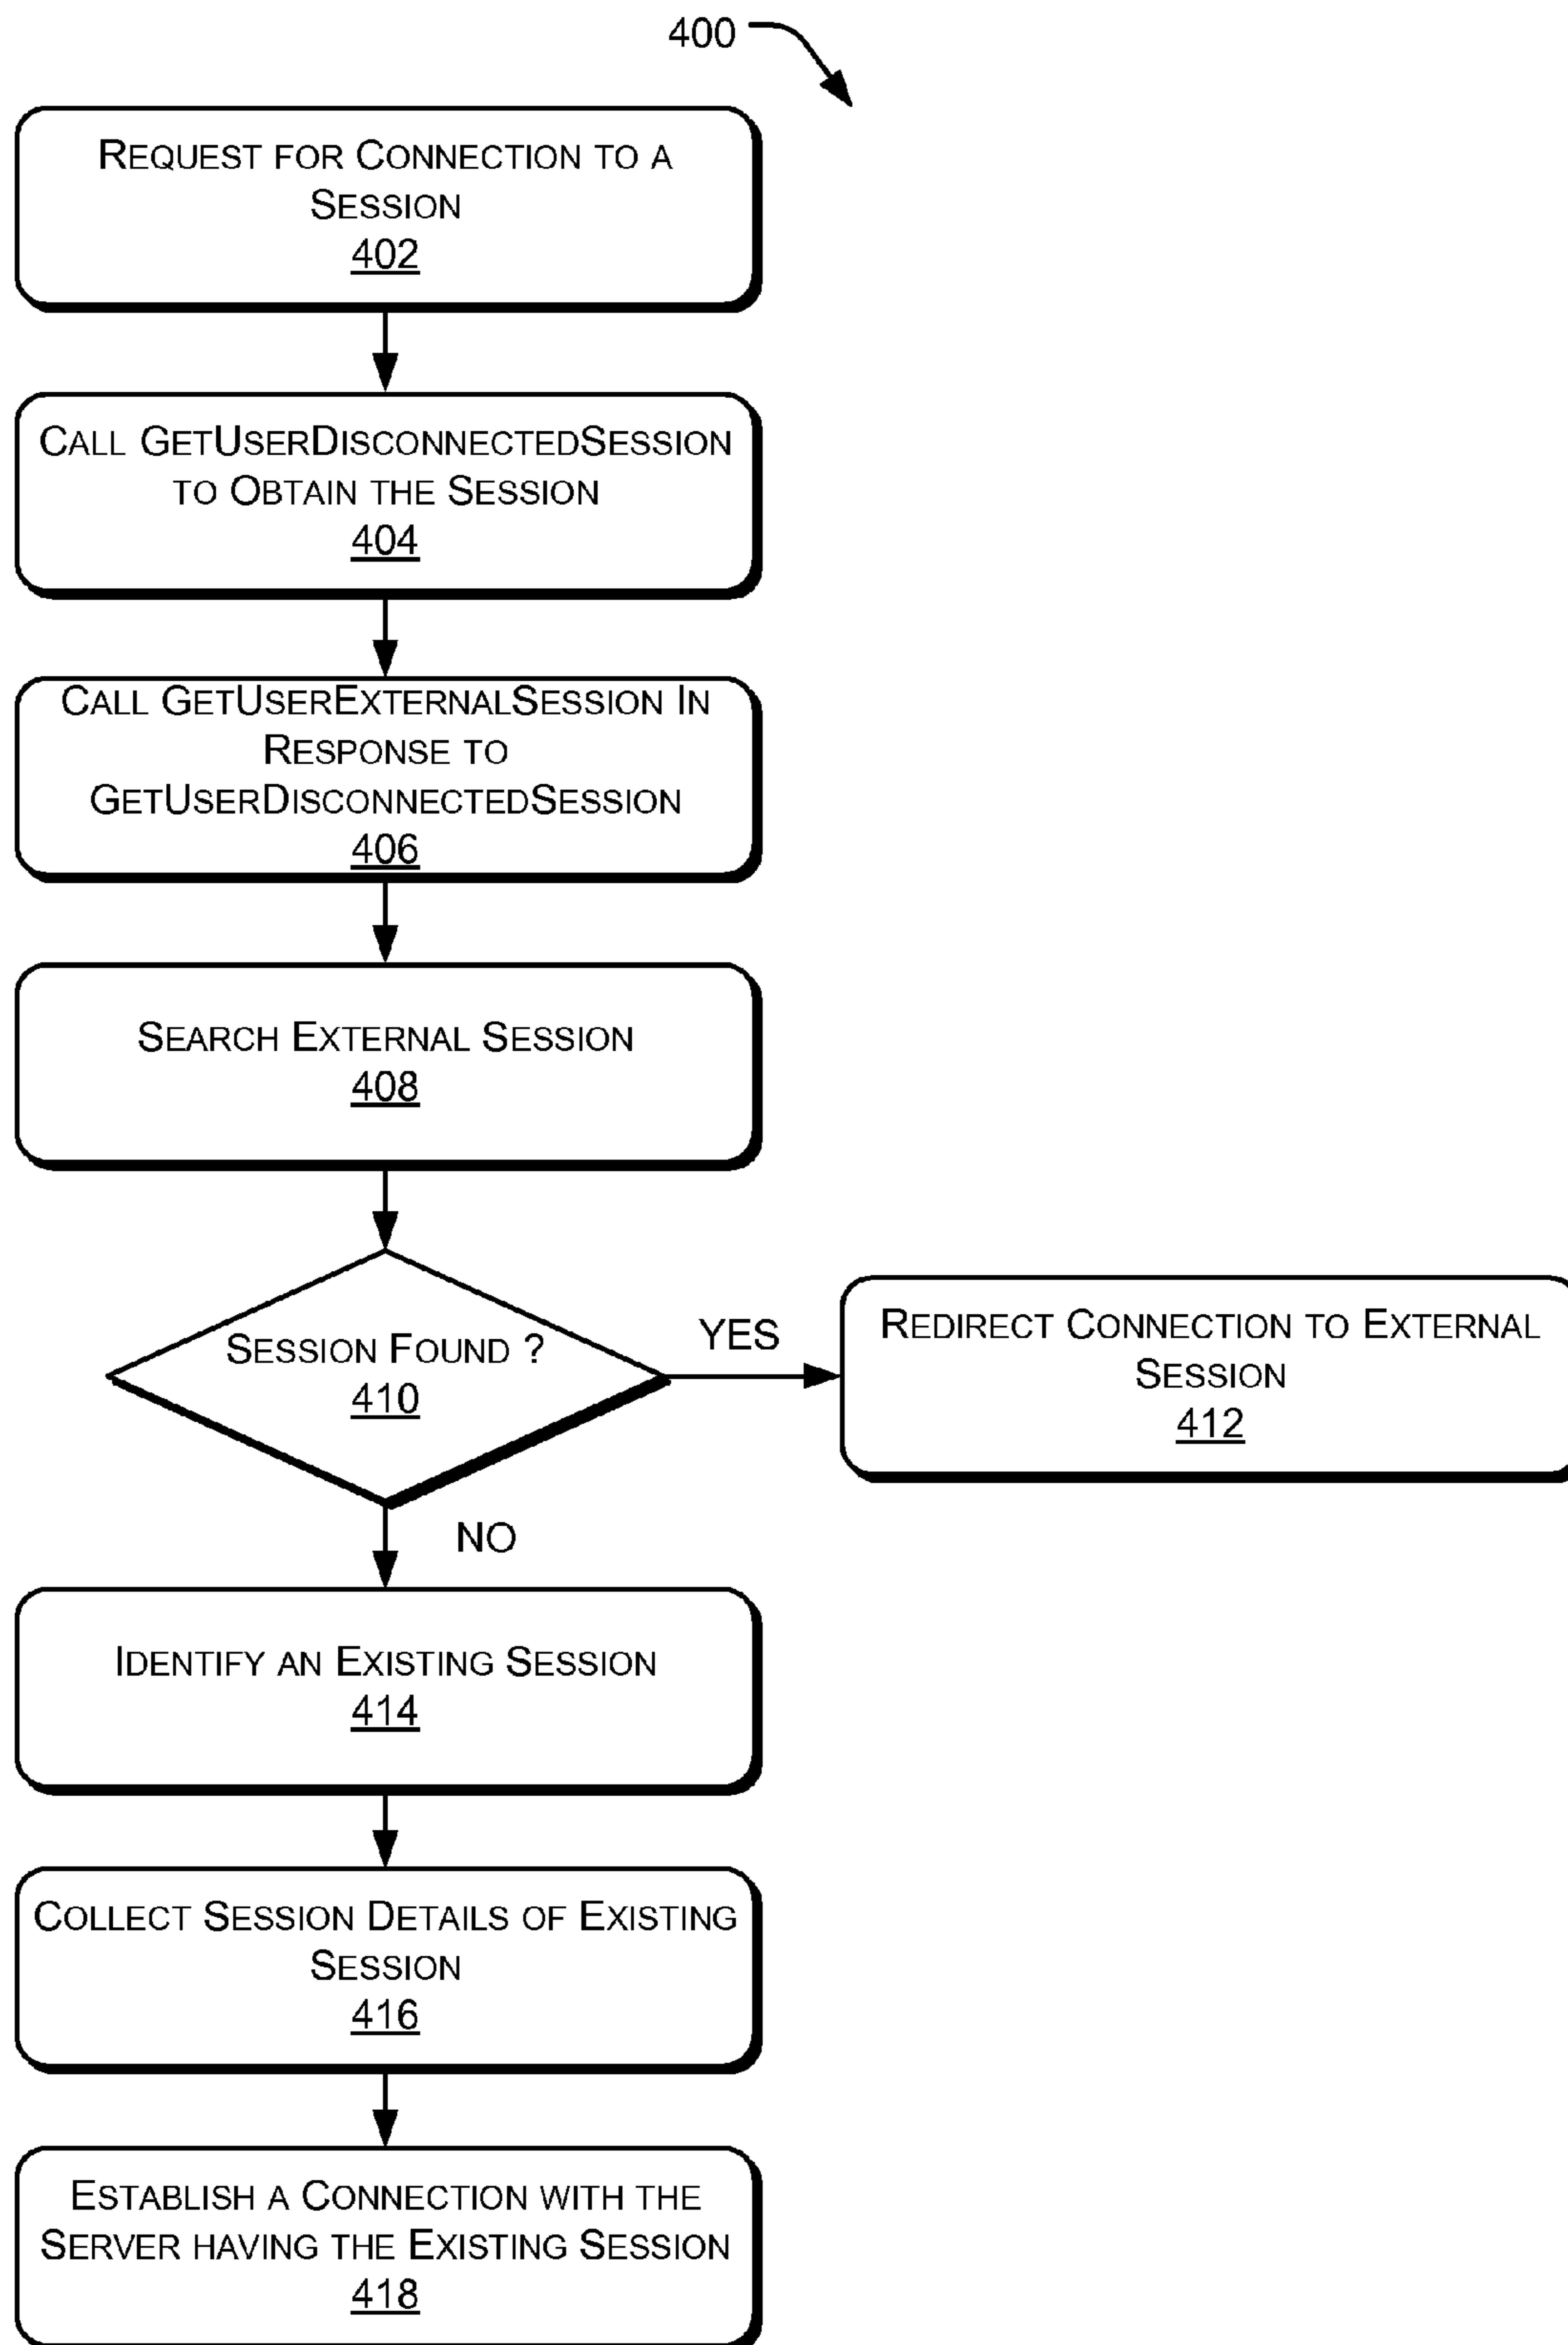 400
REQUEST FOR CONNECTION TO A
SESSION
402
CALL GETUSERDISCONNECTEDSESSION
TO OBTAIN THE SESSION
404
CALL GETUSEREXTERNALSESSION IN
RESPONSE TO
GETUSERDISCONNECTEDSESSION
406
SEARCH EXTERNAL SESSION
408
SESSION FOUND ?
410
YES
REDIRECT CONNECTION TO EXTERNAL
SESSION
412
NO
IDENTIFY AN EXISTING SESSION
414
COLLECT SESSION DETAILS OF EXISTING
SESSION
416
ESTABLISH A CONNECTION WITH THE
SERVER HAVING THE EXISTING SESSION
418